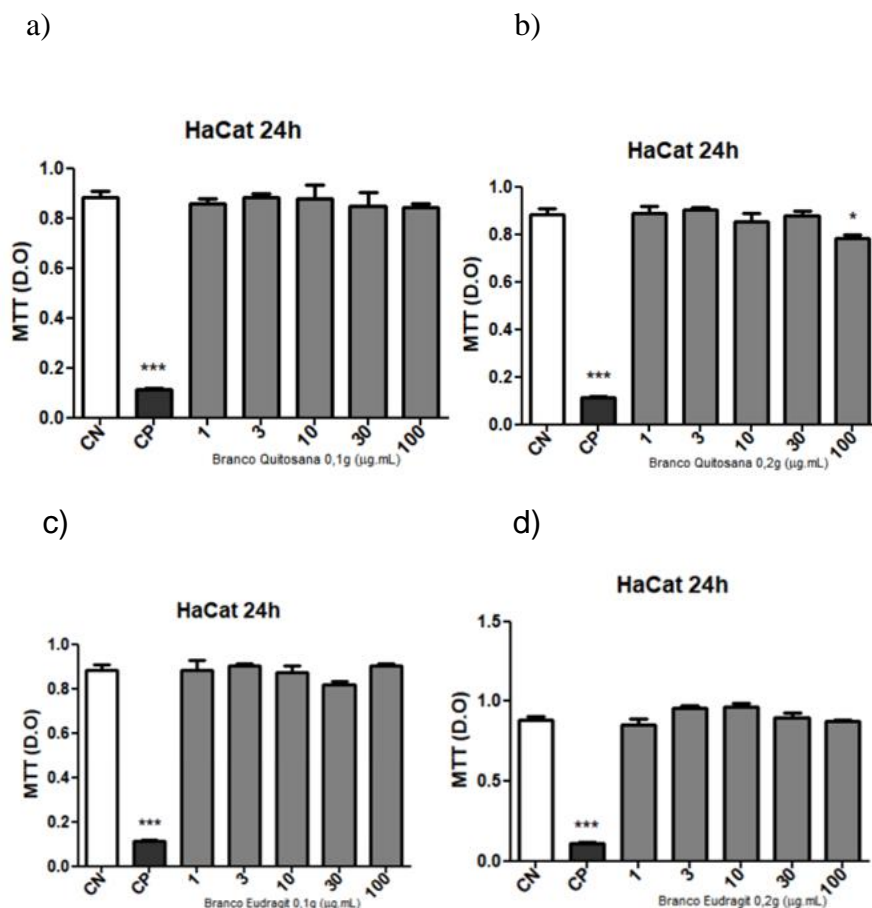 a)
b)
HaCat 24h
MTT (D.O)
1.0
0.8
0.6
0.4
0.2
0.0
***
CN
CP
1
3
10
30
100
Branco Quitosana 0,1g (µg.mL)
HaCat 24h
MTT (D.O)
1.0
0.8
0.6
0.4
0.2
0.0
***
*
CN
CP
1
3
10
30
100
Branco Quitosana 0,2g (µg.mL)
c)
d)
HaCat 24h
MTT (D.O)
1.0
0.8
0.6
0.4
0.2
0.0
***
CN
CP
1
3
10
30
100
Branco Eudragit 0,1g (µg.mL)
HaCat 24h
MTT (D.O)
1.5
1.0
0.5
0.0
***
CN
CP
1
3
10
30
100
Branco Eudragit 0,2g (µg.mL)